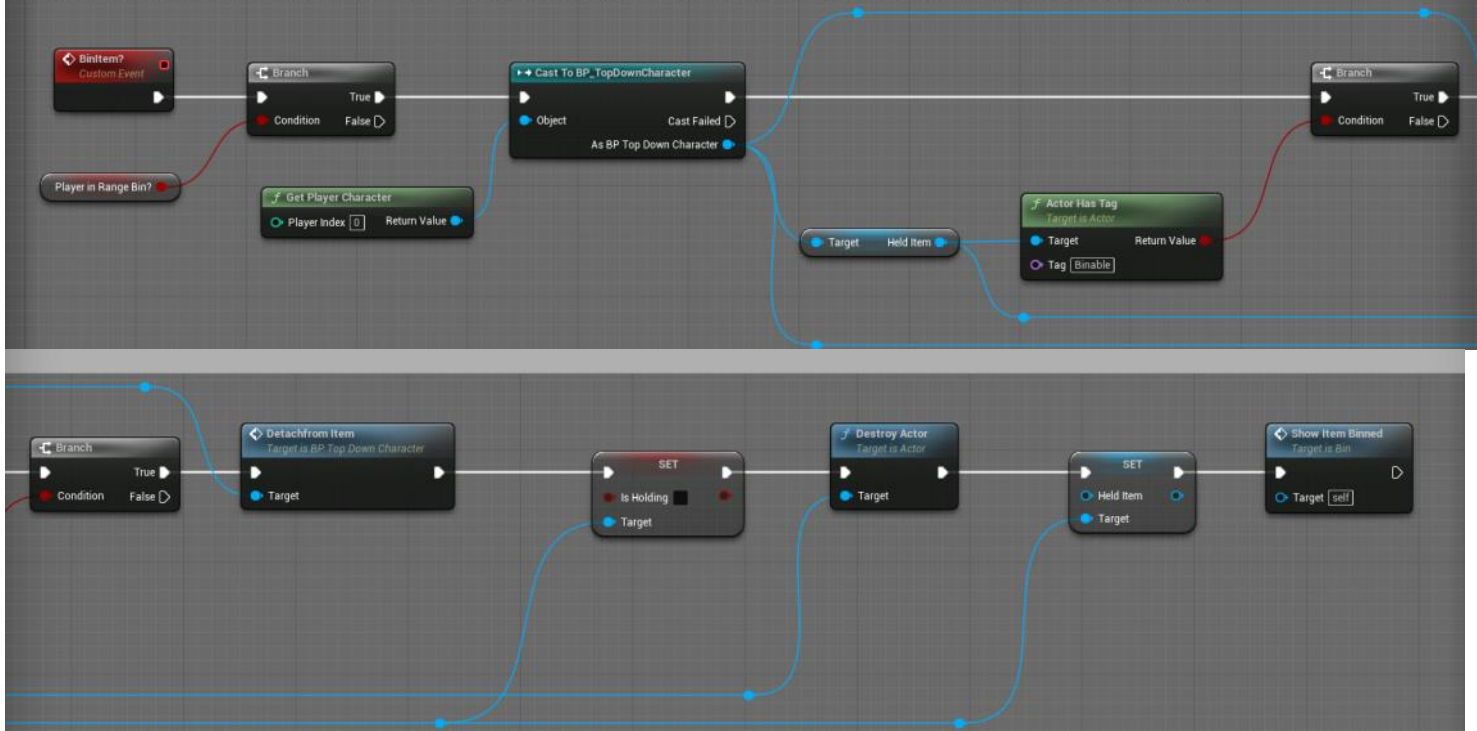 BinItem?
Custom Event
Branch
True
Condition
False
Player in Range Bin?
Get Player Character
Player Index 0
Return Value
Cast To BP_TopDownCharacter
Object
Cast Failed
As BP Top Down Character
Target
Held Item
Actor Has Tag
Target is Actor
Target
Return Value
Tag Binable
Branch
True
Condition
False
Branch
True
Condition
False
Detachfrom Item
Target is BP Top Down Character
Target
SET
Is Holding
Target
Destroy Actor
Target is Actor
Target
SET
Held Item
Target
Show Item Binned
Target is Bin
Target self